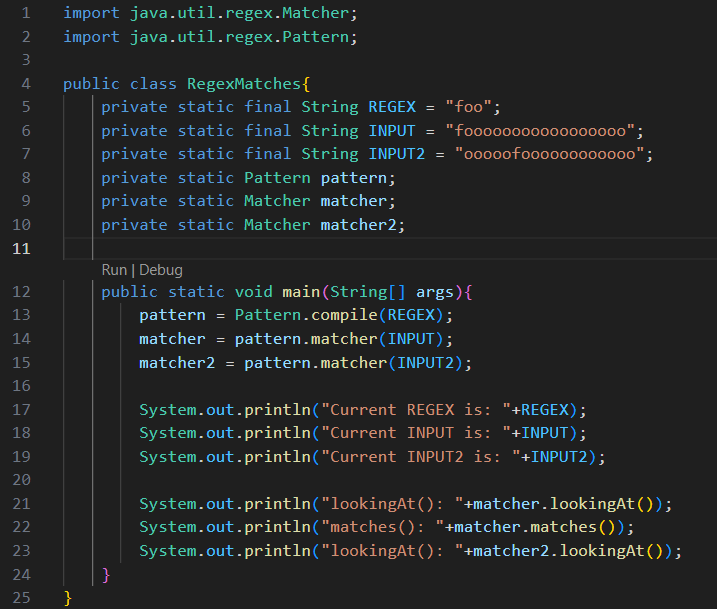 1 import java.util.regex.Matcher;
2 import java.util.regex.Pattern;
3
4 public class RegexMatches{
5 private static final String REGEX = "foo";
6 private static final String INPUT = "fooooooooooooooooo";
7 private static final String INPUT2 = "ooooofoooooooooooo";
8 private static Pattern pattern;
9 private static Matcher matcher;
10 private static Matcher matcher2;
11
Run | Debug
12 public static void main(String[] args){
13 pattern = Pattern.compile(REGEX);
14 matcher = pattern.matcher(INPUT);
15 matcher2 = pattern.matcher(INPUT2);
16
17 System.out.println("Current REGEX is: "+REGEX);
18 System.out.println("Current INPUT is: "+INPUT);
19 System.out.println("Current INPUT2 is: "+INPUT2);
20
21 System.out.println("lookingAt(): "+matcher.lookingAt());
22 System.out.println("matches(): "+matcher.matches());
23 System.out.println("lookingAt(): "+matcher2.lookingAt());
24 }
25 }